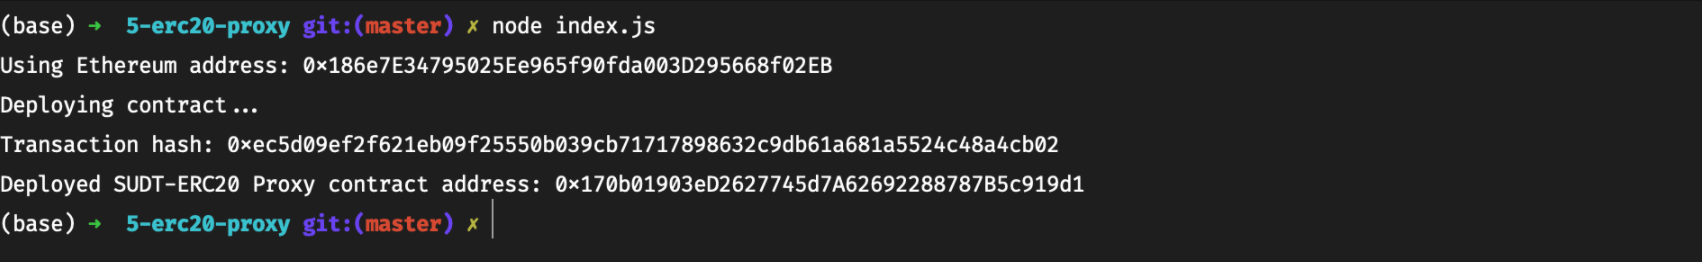 (base) ➜ 5-erc20-proxy git:(master) ✗ node index.js
Using Ethereum address: 0x186e7E34795025Ee965f90fda003D295668f02EB
Deploying contract...
Transaction hash: 0xec5d09ef2f621eb09f25550b039cb71717898632c9db61a681a5524c48a4cb02
Deployed SUDT-ERC20 Proxy contract address: 0x170b01903eD2627745d7A62692288787B5c919d1
(base) ➜ 5-erc20-proxy git:(master) ✗